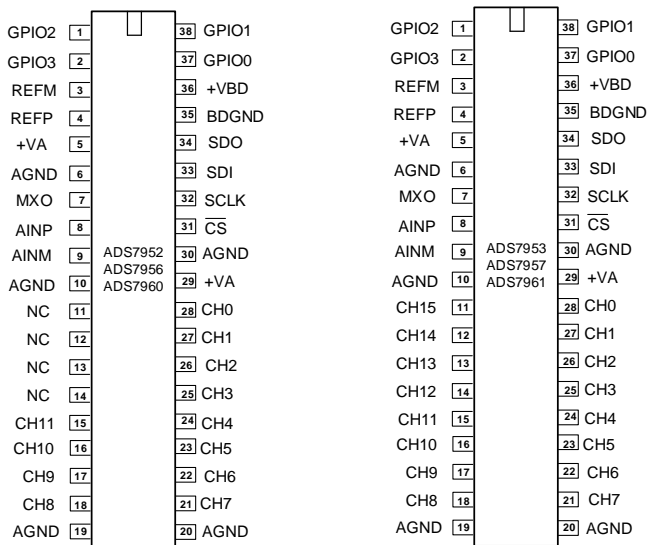 GPIO2 1 38 GPIO1
GPIO3 2 37 GPIO0
REFM 3 36 +VBD
REFP 4 35 BDGND
+VA 5 34 SDO
AGND 6 33 SDI
MXO 7 32 SCLK
AINP 8 31 CS
AINM 9 30 AGND
AGND 10 29 +VA
NC 11 28 CH0
NC 12 27 CH1
NC 13 26 CH2
NC 14 25 CH3
CH11 15 24 CH4
CH10 16 23 CH5
CH9 17 22 CH6
CH8 18 21 CH7
AGND 19 20 AGND
ADS7952
ADS7956
ADS7960
GPIO2 1 38 GPIO1
GPIO3 2 37 GPIO0
REFM 3 36 +VBD
REFP 4 35 BDGND
+VA 5 34 SDO
AGND 6 33 SDI
MXO 7 32 SCLK
AINP 8 31 CS
AINM 9 30 AGND
AGND 10 29 +VA
CH15 11 28 CH0
CH14 12 27 CH1
CH13 13 26 CH2
CH12 14 25 CH3
CH11 15 24 CH4
CH10 16 23 CH5
CH9 17 22 CH6
CH8 18 21 CH7
AGND 19 20 AGND
ADS7953
ADS7957
ADS7961